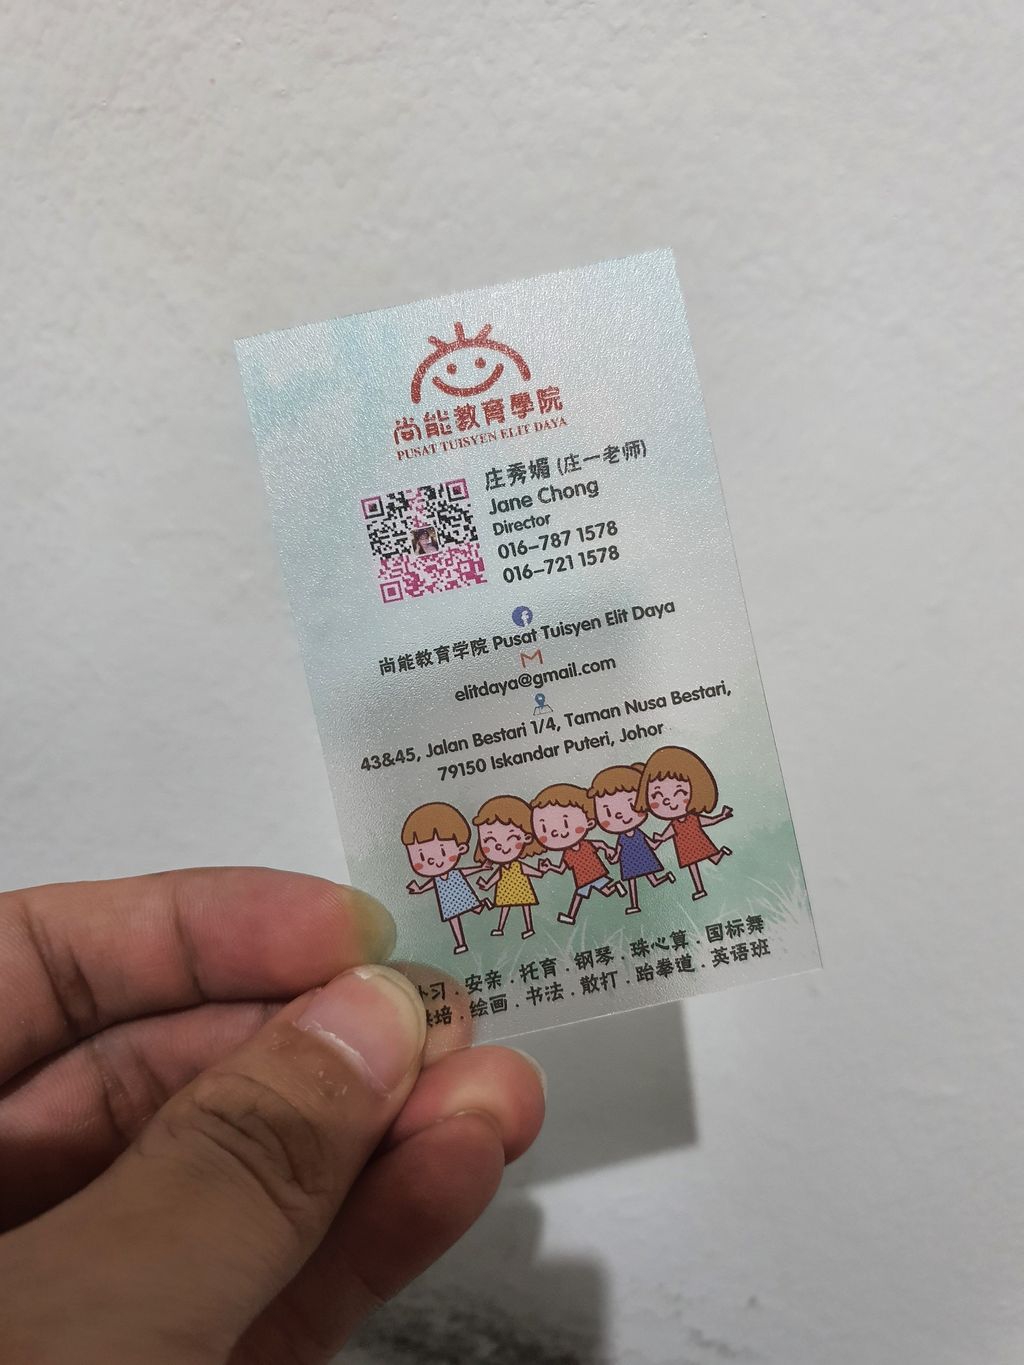 尚能教育學院
PUSAT TUISYEN ELIT DAYA
庄秀媚 (庄一老师)
Jane Chong
Director
016-787 1578
016-721 1578
尚能教育学院 Pusat Tuisyen Elit Daya
elitdaya@gmail.com
43&45, Jalan Bestari 1/4, Taman Nusa Bestari,
79150 Iskandar Puteri, Johor
习 . 安亲 . 托育 . 钢琴 . 珠心算 . 国标舞
培 . 绘画 . 书法 . 散打 . 跆拳道 . 英语班